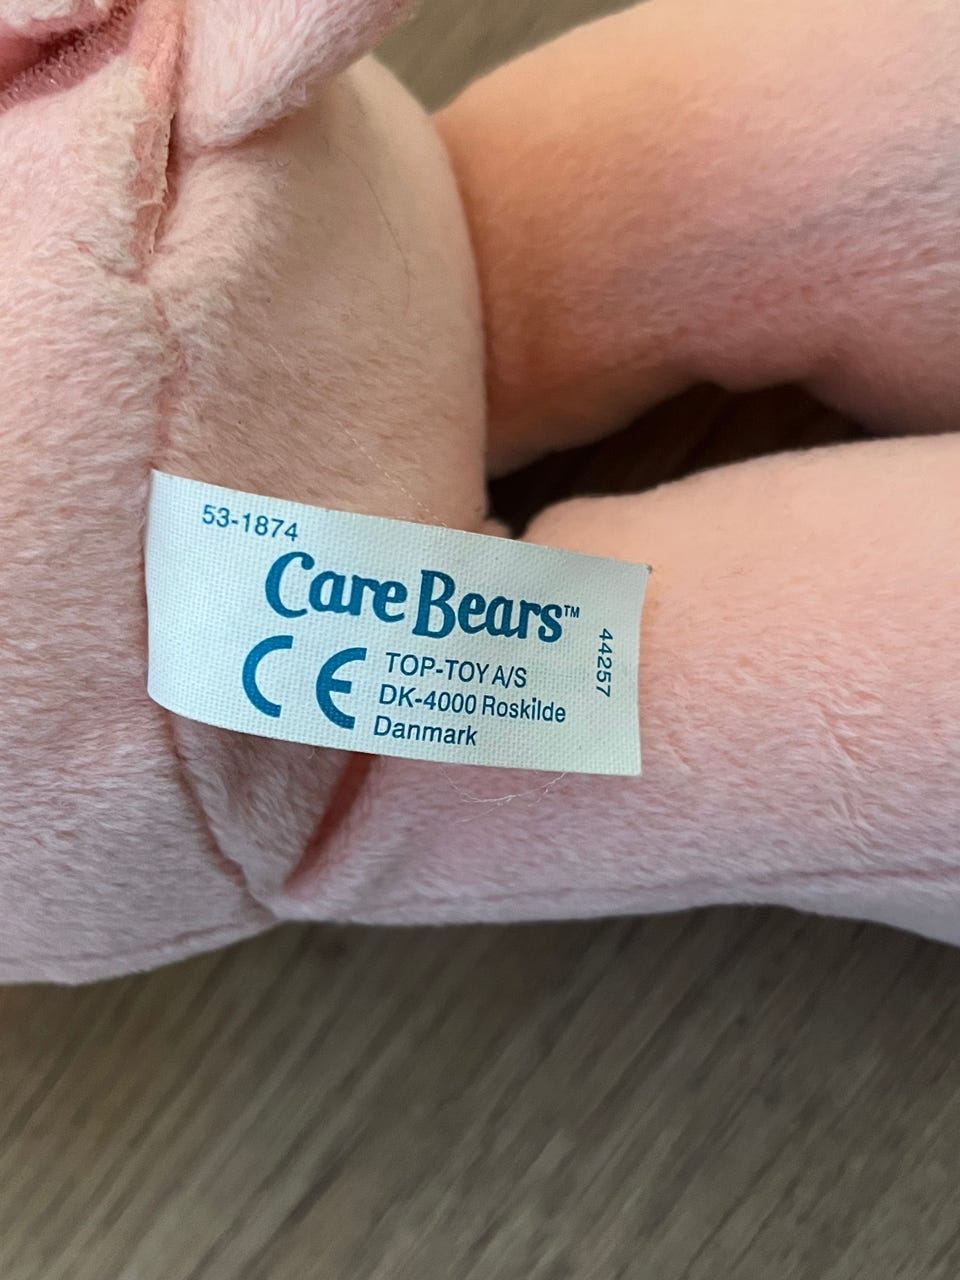 53-1874
Care Bears™
CE
TOP-TOY A/S
DK-4000 Roskilde
Danmark
44257